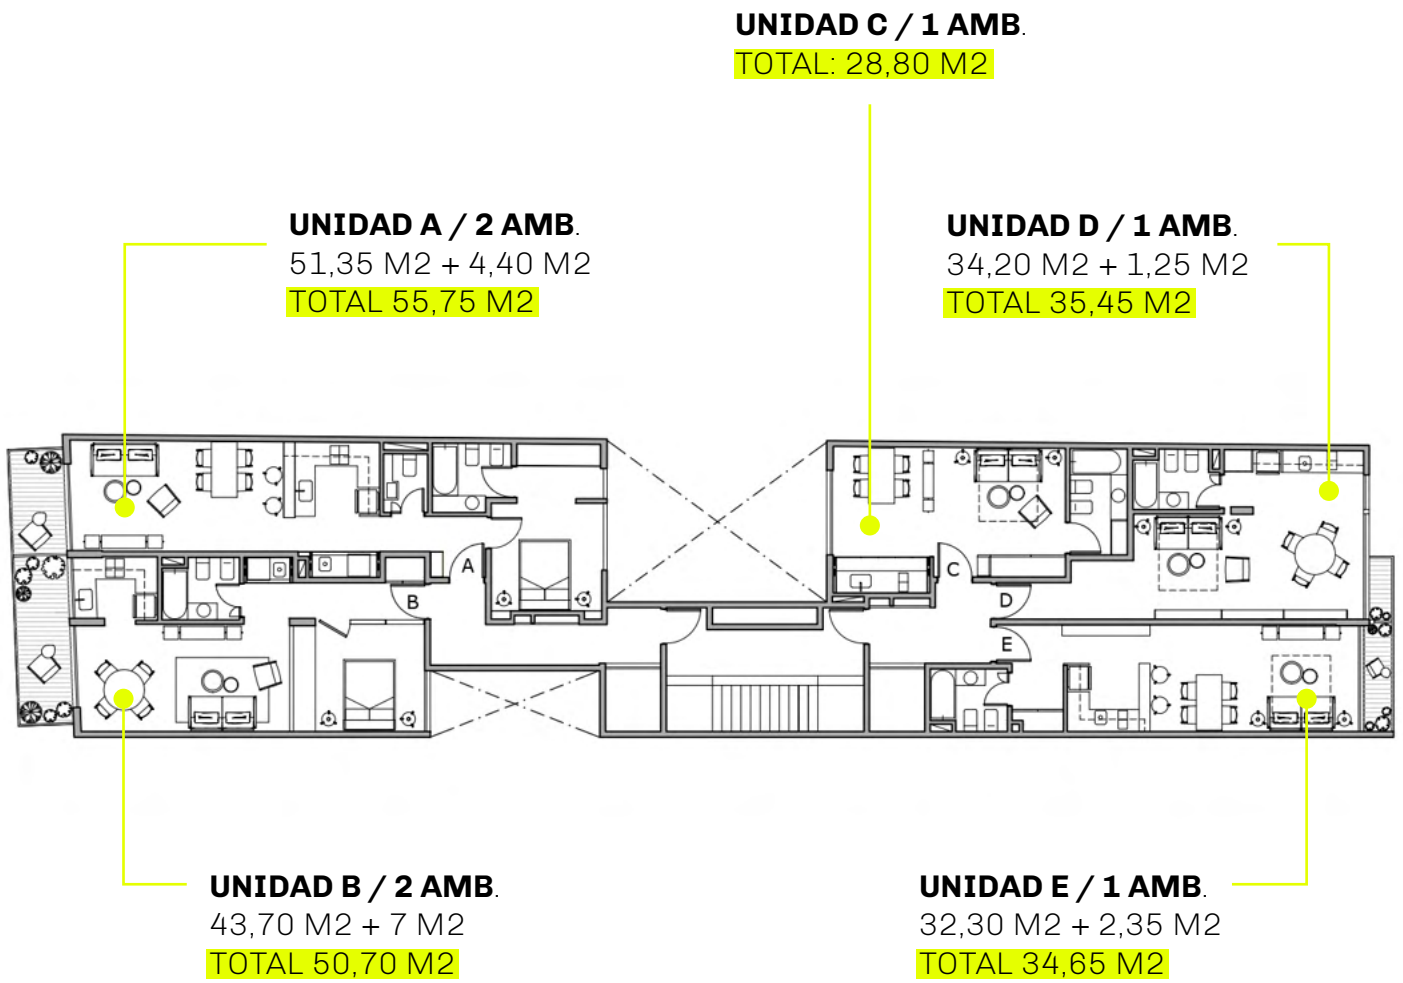 UNIDAD C / 1 AMB.
TOTAL: 28,80 M2
UNIDAD A / 2 AMB.
51,35 M2 + 4,40 M2
TOTAL 55,75 M2
UNIDAD D / 1 AMB.
34,20 M2 + 1,25 M2
TOTAL 35,45 M2
A
B
C
D
E
UNIDAD B / 2 AMB.
43,70 M2 + 7 M2
TOTAL 50,70 M2
UNIDAD E / 1 AMB.
32,30 M2 + 2,35 M2
TOTAL 34,65 M2